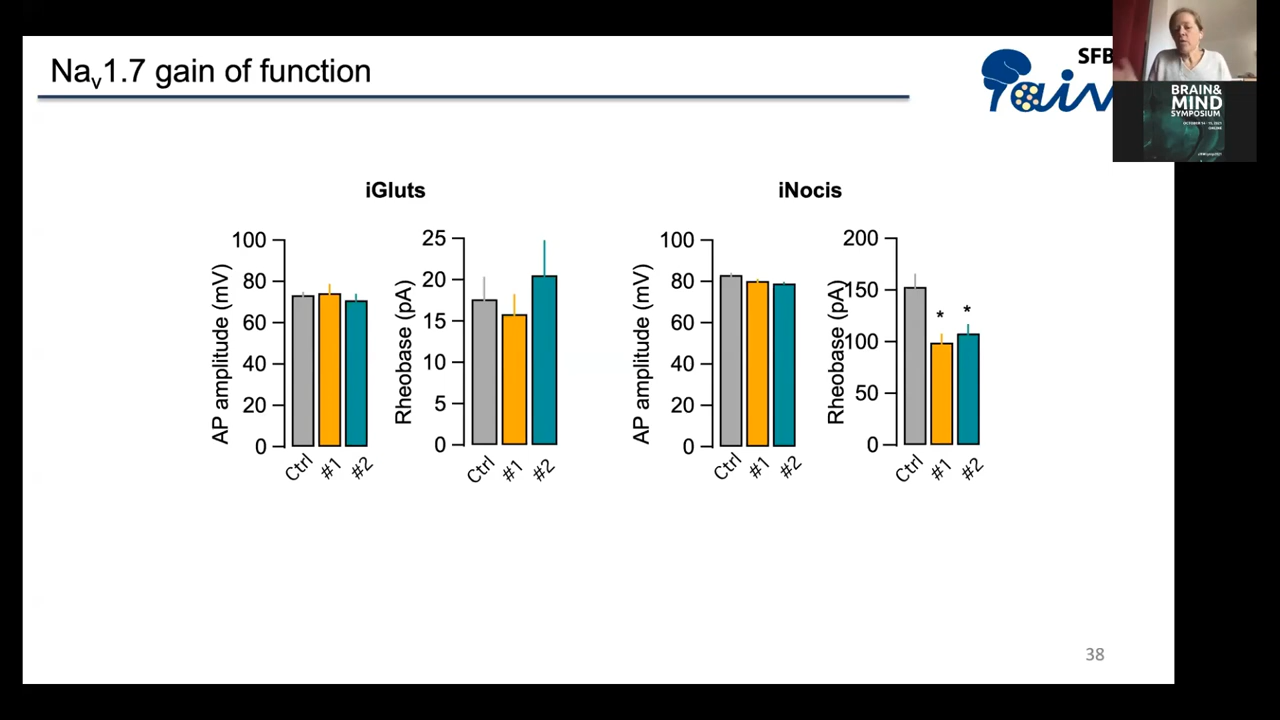 Nav1.7 gain of function
SFB
Pain
BRAIN&
MIND
SYMPOSIUM
ONLINE
iGluts
iNocis
AP amplitude (mV)
100
80
60
40
20
0
Ctrl
#1
#2
Rheobase (pA)
25
20
15
10
5
0
Ctrl
#1
#2
AP amplitude (mV)
100
80
60
40
20
0
Ctrl
#1
#2
Rheobase (pA)
200
150
100
50
0
* *
Ctrl
#1
#2
38